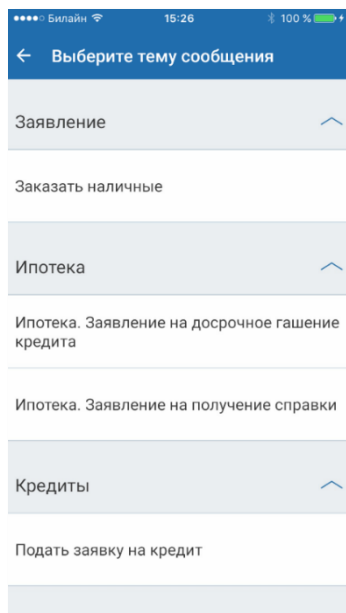 Билайн 15:26 100 %
Выберите тему сообщения
Заявление
Заказать наличные
Ипотека
Ипотека. Заявление на досрочное гашение
кредита
Ипотека. Заявление на получение справки
Кредиты
Подать заявку на кредит